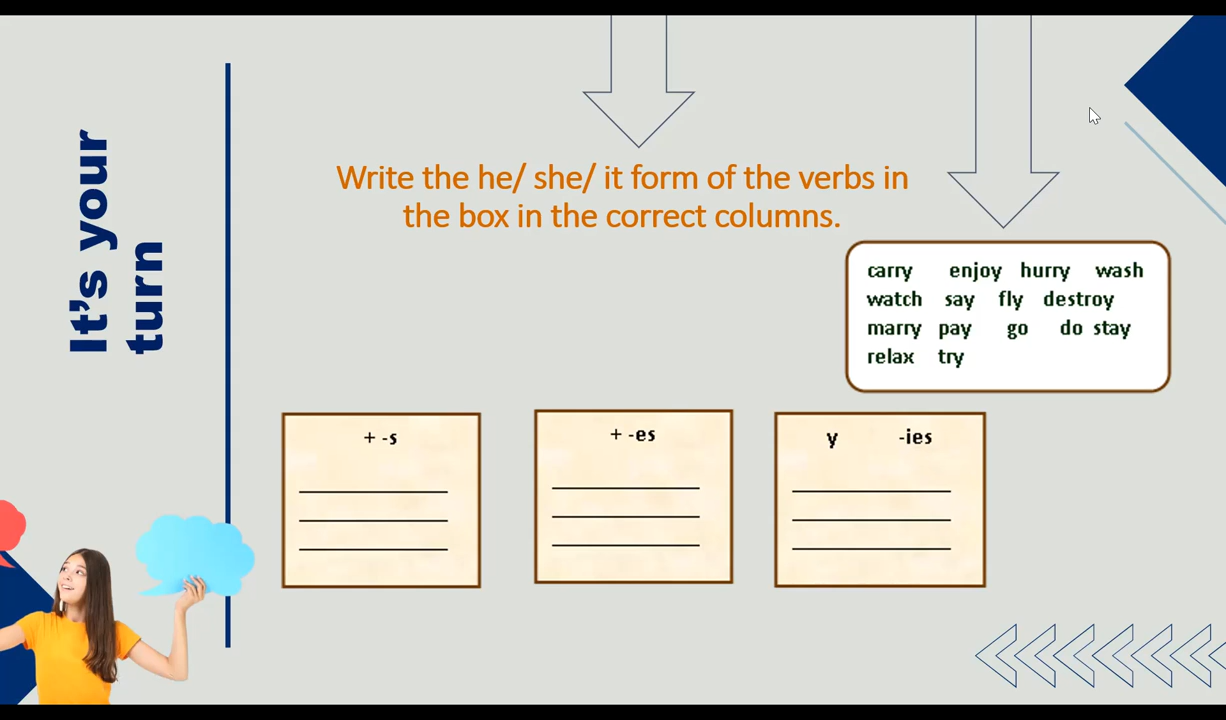 It's your
turn
Write the he/ she/ it form of the verbs in
the box in the correct columns.
carry enjoy hurry wash
watch say fly destroy
marry pay go do stay
relax try
+ -s
+ -es
y -ies